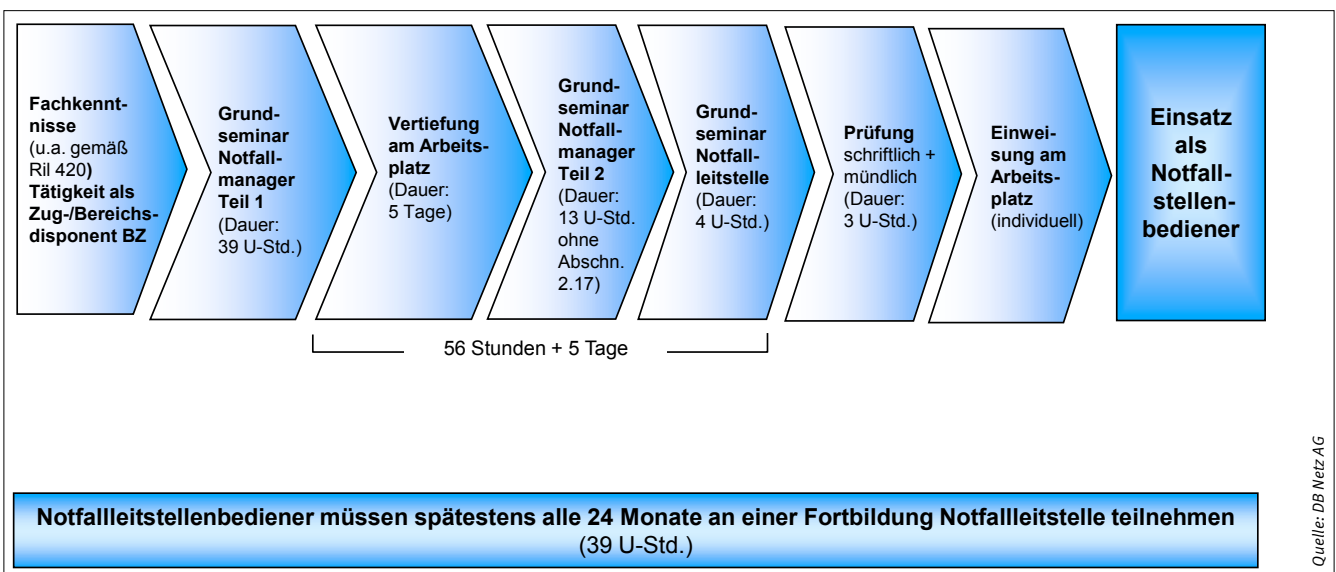 Fachkennt-
nisse
(u.a. gemäß
Ril 420)
Tätigkeit als
Zug-/Bereichs-
disponent BZ
Grund-
seminar
Notfall-
manager
Teil 1
(Dauer:
39 U-Std.)
Vertiefung
am Arbeits-
platz
(Dauer:
5 Tage)
Grund-
seminar
Notfall-
manager
Teil 2
(Dauer:
13 U-Std.
ohne
Abschn.
2.17)
Grund-
seminar
Notfall-
leitstelle
(Dauer:
4 U-Std.)
Prüfung
schriftlich +
mündlich
(Dauer:
3 U-Std.)
Einwei-
sung am
Arbeits-
platz
(individuell)
Einsatz
als
Notfall-
stellen-
bediener
56 Stunden + 5 Tage
Notfallleitstellenbediener müssen spätestens alle 24 Monate an einer Fortbildung Notfallleitstelle teilnehmen
(39 U-Std.)
Quelle: DB Netz AG